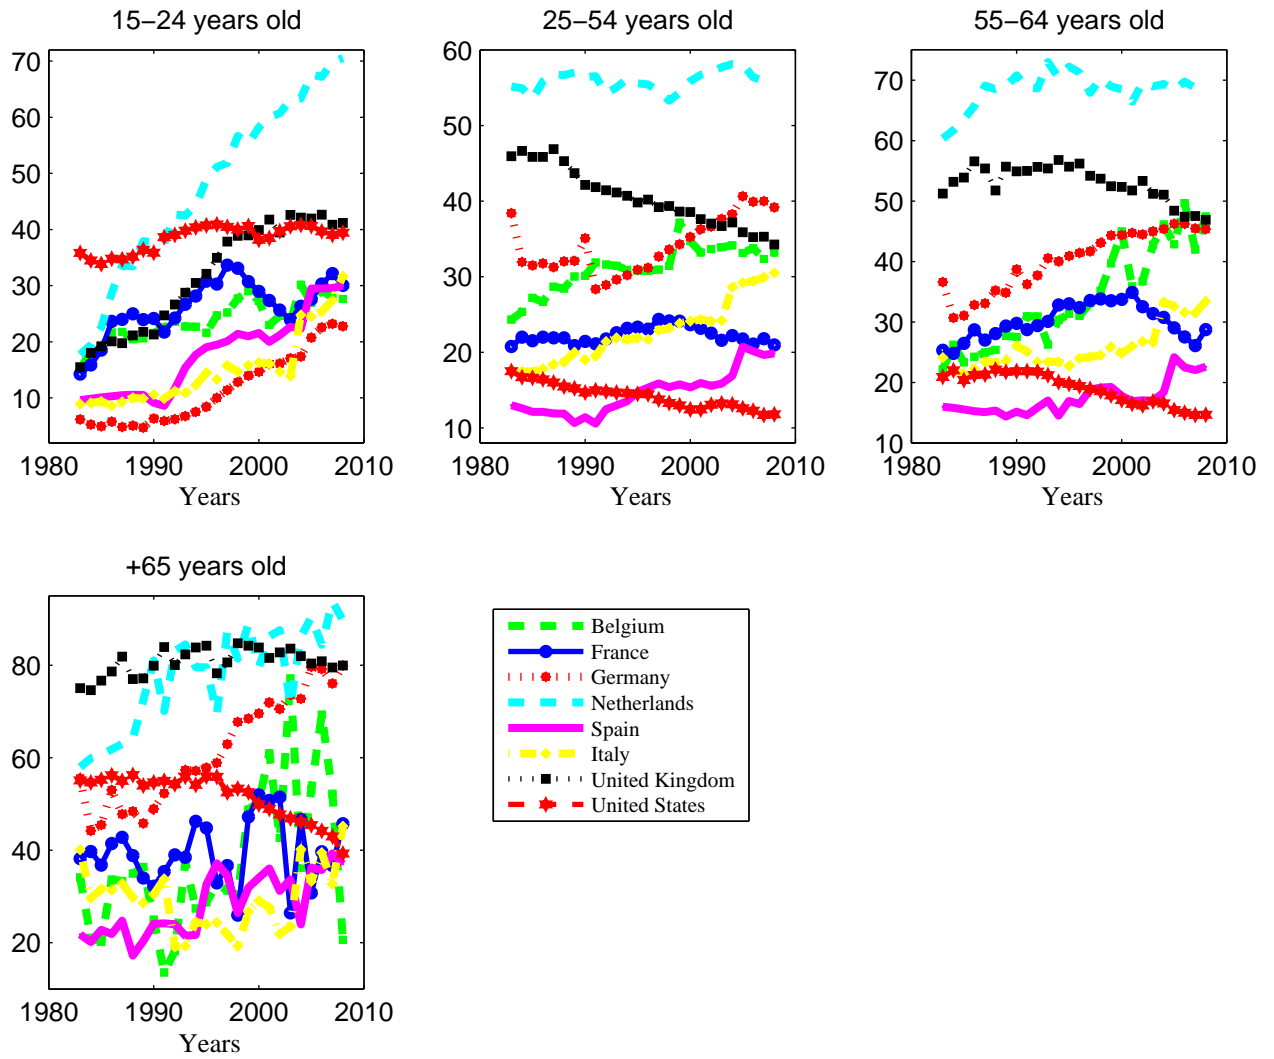 15−24 years old
70
60
50
40
30
20
10
1980 1990 2000 2010
Years
25−54 years old
60
50
40
30
20
10
1980 1990 2000 2010
Years
55−64 years old
70
60
50
40
30
20
10
1980 1990 2000 2010
Years
+65 years old
80
60
40
20
1980 1990 2000 2010
Years
Belgium
France
Germany
Netherlands
Spain
Italy
United Kingdom
United States